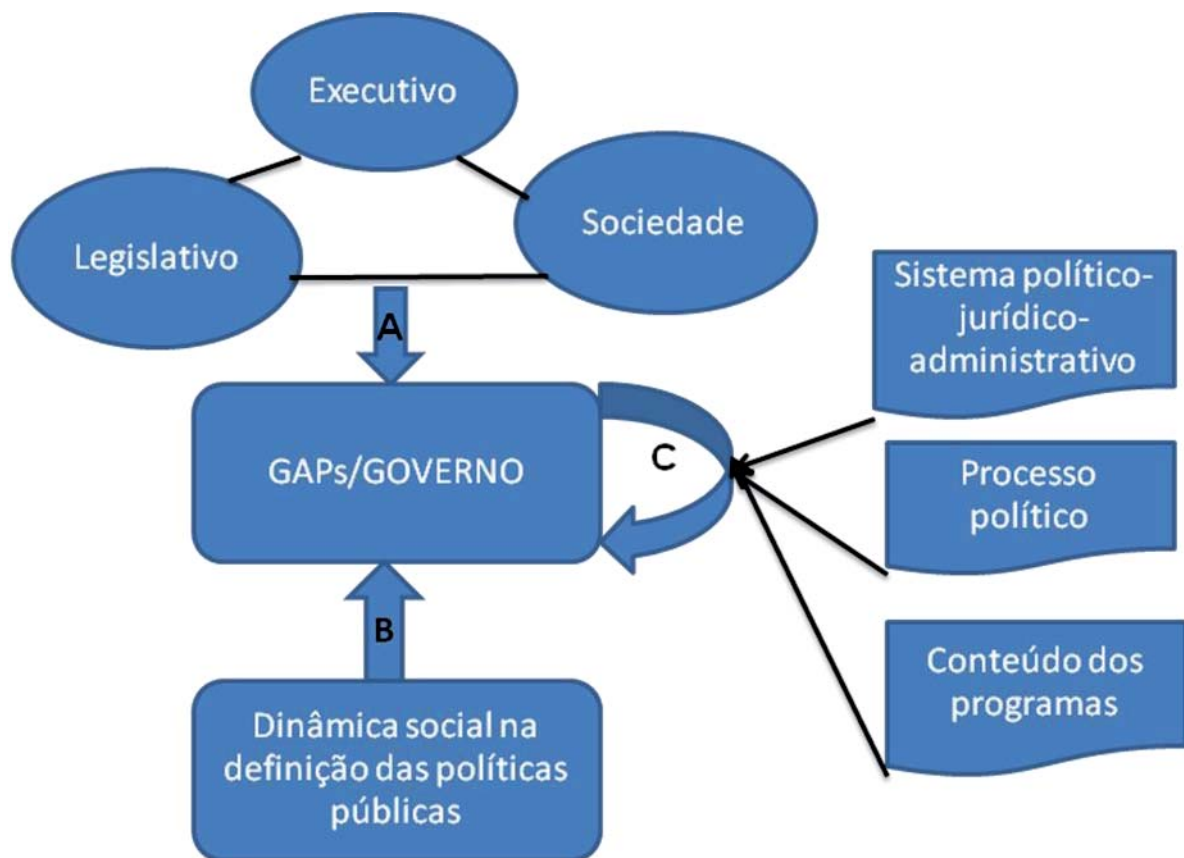 Executivo
Legislativo
Sociedade
A
GAPs/GOVERNO
C
B
Dinâmica social na
definição das políticas
públicas
Sistema político-
jurídico-
administrativo
Processo
político
Conteúdo dos
programas